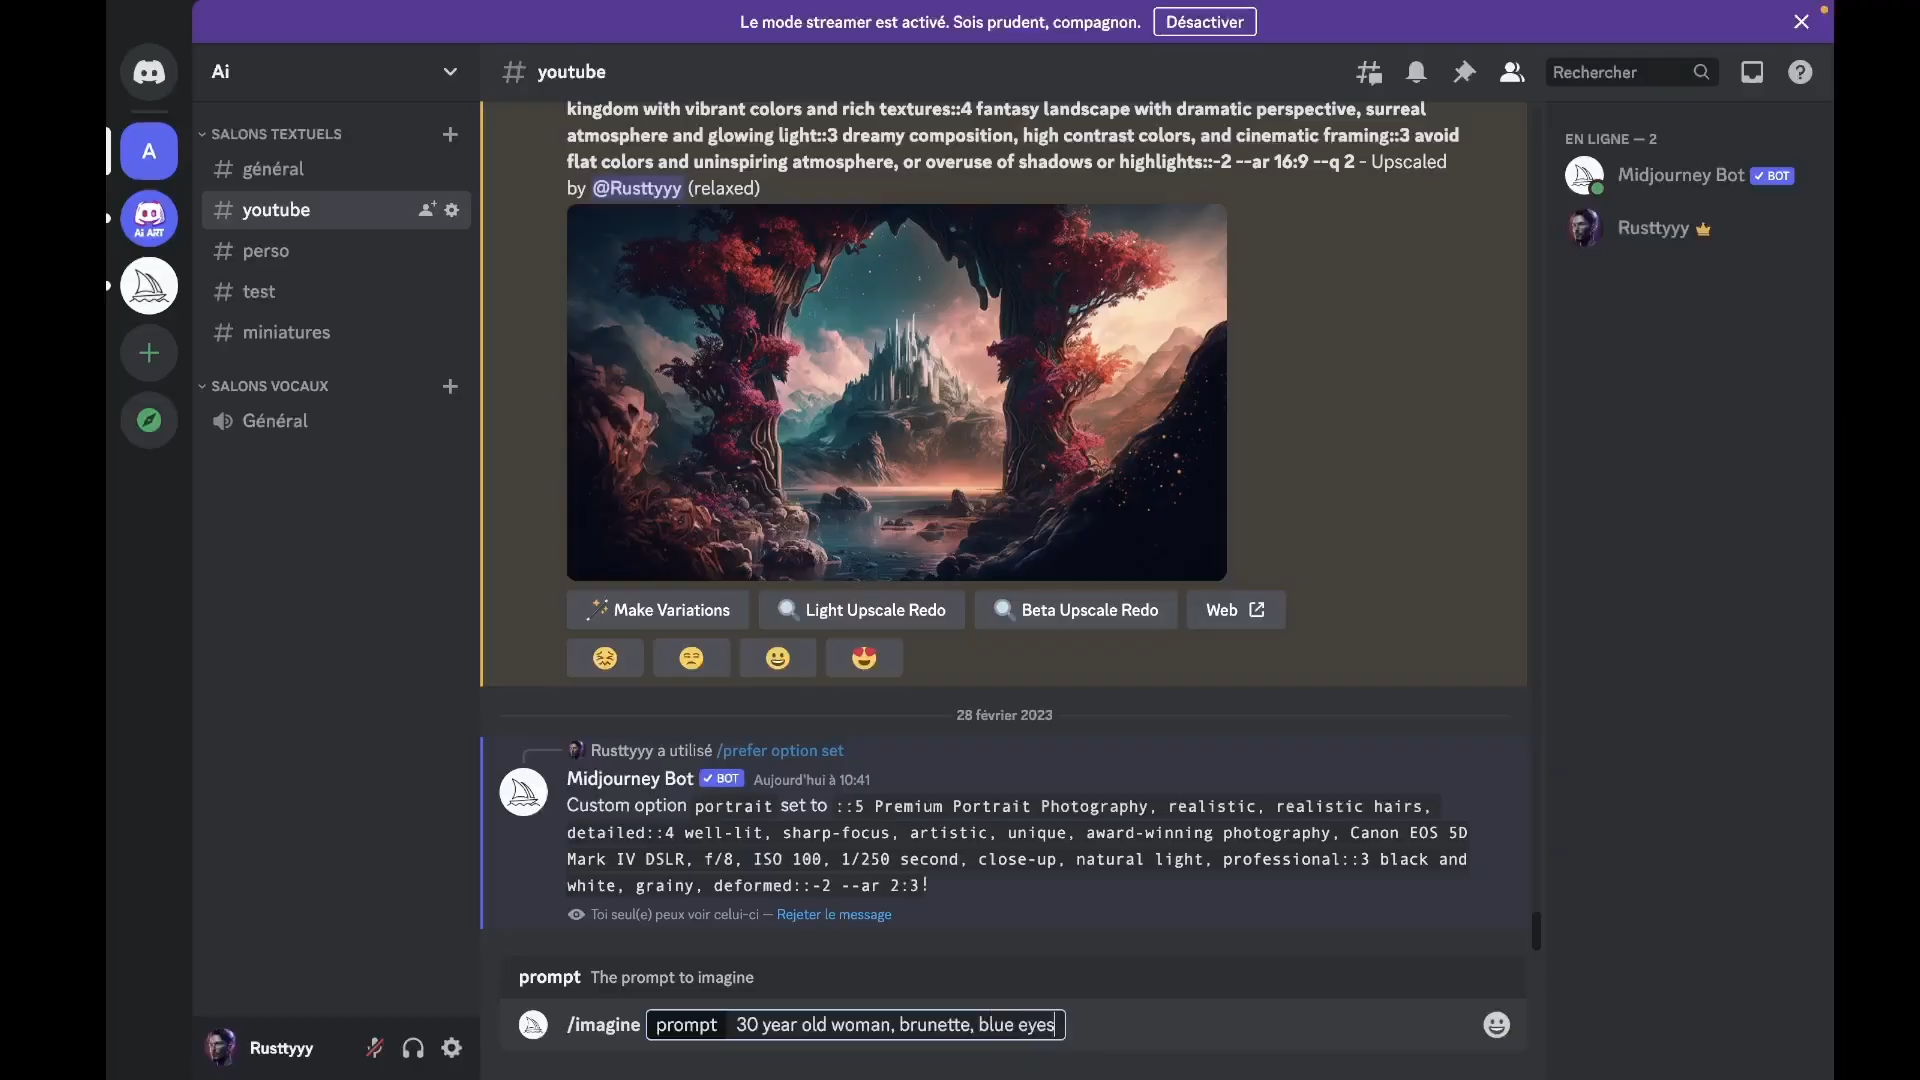 Le mode streamer est activé. Sois prudent, compagnon. Désactiver
Ai
youtube
Rechercher
A
AI ART
SALONS TEXTUELS
général
youtube
perso
test
miniatures
SALONS VOCAUX
Général
kingdom with vibrant colors and rich textures::4 fantasy landscape with dramatic perspective, surreal
atmosphere and glowing light::3 dreamy composition, high contrast colors, and cinematic framing::3 avoid
flat colors and uninspiring atmosphere, or overuse of shadows or highlights::-2 --ar 16:9 --q 2 - Upscaled
by @Rusttyyy (relaxed)
Make Variations Light Upscale Redo Beta Upscale Redo Web
28 février 2023
Rusttyyy a utilisé /prefer option set
Midjourney Bot BOT Aujourd'hui à 10:41
Custom option portrait set to ::5 Premium Portrait Photography, realistic, realistic hairs,
detailed::4 well-lit, sharp-focus, artistic, unique, award-winning photography, Canon EOS 5D
Mark IV DSLR, f/8, ISO 100, 1/250 second, close-up, natural light, professional::3 black and
white, grainy, deformed::-2 --ar 2:3!
Toi seul(e) peux voir celui-ci — Rejeter le message
prompt The prompt to imagine
/imagine prompt 30 year old woman, brunette, blue eyes
EN LIGNE — 2
Midjourney Bot BOT
Rusttyyy
Rusttyyy